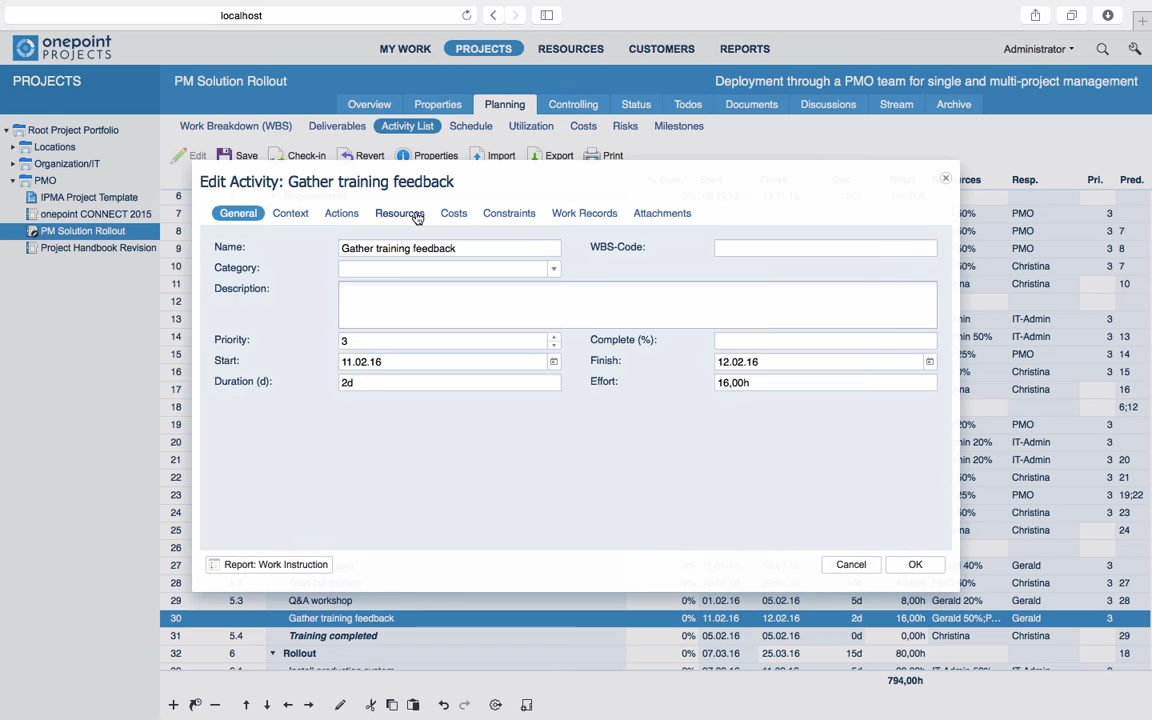 localhost
onepoint PROJECTS
MY WORK PROJECTS RESOURCES CUSTOMERS REPORTS
Administrator
PROJECTS
PM Solution Rollout
Deployment through a PMO team for single and multi-project management
Overview Properties Planning Controlling Status Todos Documents Discussions Stream Archive
Work Breakdown (WBS) Deliverables Activity List Schedule Utilization Costs Risks Milestones
Edit Save Check-in Revert Properties Import Export Print
Root Project Portfolio
Locations
Organization/IT
PMO
IPMA Project Template
onepoint CONNECT 2015
PM Solution Rollout
Project Handbook Revision
Edit Activity: Gather training feedback
General Context Actions Resources Costs Constraints Work Records Attachments
Name: Gather training feedback WBS-Code:
Category:
Description:
Priority: 3 Complete (%):
Start: 11.02.16 Finish: 12.02.16
Duration (d): 2d Effort: 16,00h
Report: Work Instruction Cancel OK
Resp. Pri. Pred.
6
7 PMO 3
8 PMO 3 7
9 PMO 3 8
10 Christina 3 7
11 Christina 10
12
13 IT-Admin 3
14 IT-Admin 3 13
15 PMO 3 14
16 Christina 3 15
17 Christina 16
18 6;12
19 PMO 3
20 IT-Admin 3
21 IT-Admin 3 20
22 Christina 3 21
23 PMO 3 19;22
24 Christina 3 23
25 Christina 24
26
27 40% Gerald 3
28 Christina 3 27
29 5.3 Q&A workshop 0% 01.02.16 05.02.16 5d 8,00h Gerald 20% Gerald 3 28
30 Gather training feedback 0% 11.02.16 12.02.16 2d 16,00h Gerald 50%;P... Gerald 3
31 5.4 Training completed 0% 05.02.16 05.02.16 0d 0,00h Christina Christina 29
32 6 Rollout 0% 07.03.16 25.03.16 15d 80,00h 18
794,00h